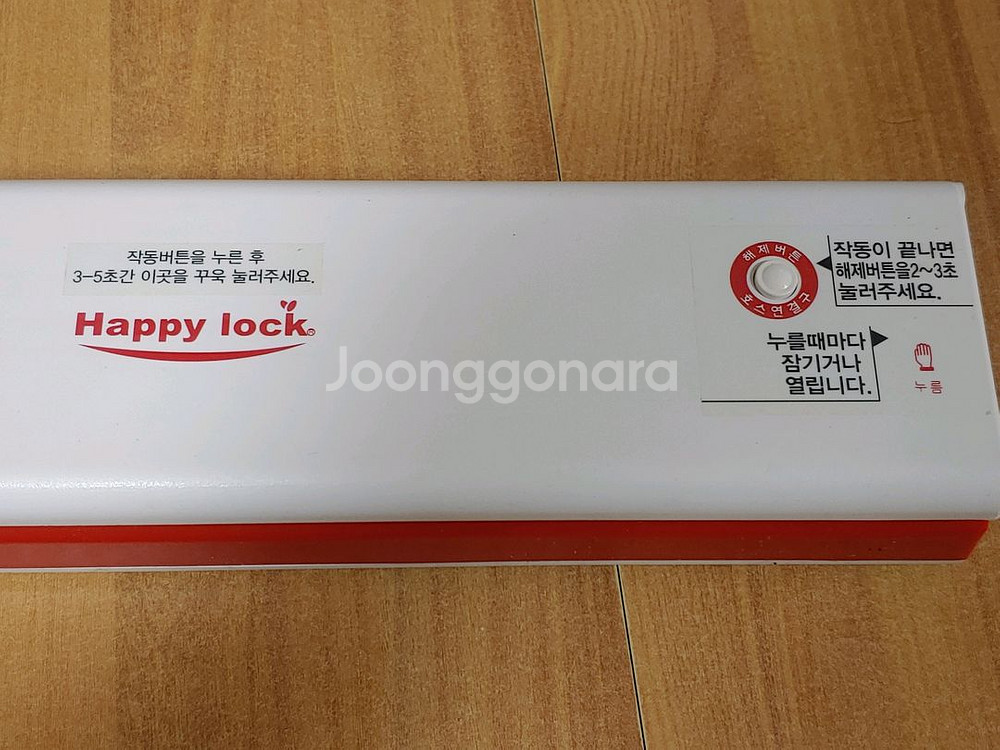 작동버튼을 누른 후
3-5초간 이곳을 꾸욱 눌러주세요.
Happy lock®
Joonggonara
해제버튼
호스연결구
작동이 끝나면
해제버튼을2~3초
눌러주세요.
누를때마다
잠기거나
열립니다.
누름